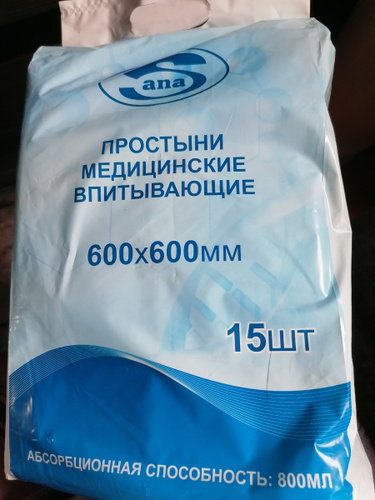 Sana
ПРОСТЫНИ
МЕДИЦИНСКИЕ
ВПИТЫВАЮЩИЕ
600х600мм
15шт
АБСОРБЦИОННАЯ СПОСОБНОСТЬ: 800МЛ